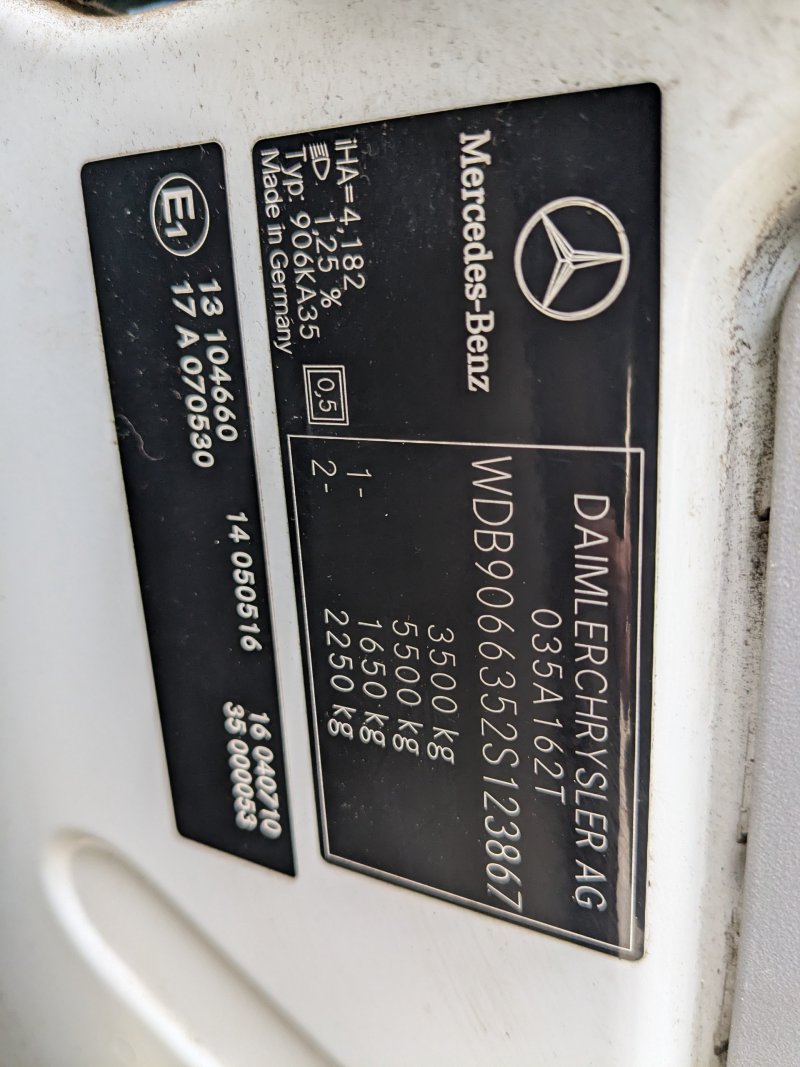 Mercedes-Benz
iHA=4,182
1,25 %
Typ: 906KA35
Made in Germany
0,5
DAIMLERCHRYSLER AG
035A162T
WDB9066352S123867
3500 kg
5500 kg
1- 1650 kg
2- 2250 kg
E1
13 104660 14 050516 16 040710
17 A 070530 35 000053